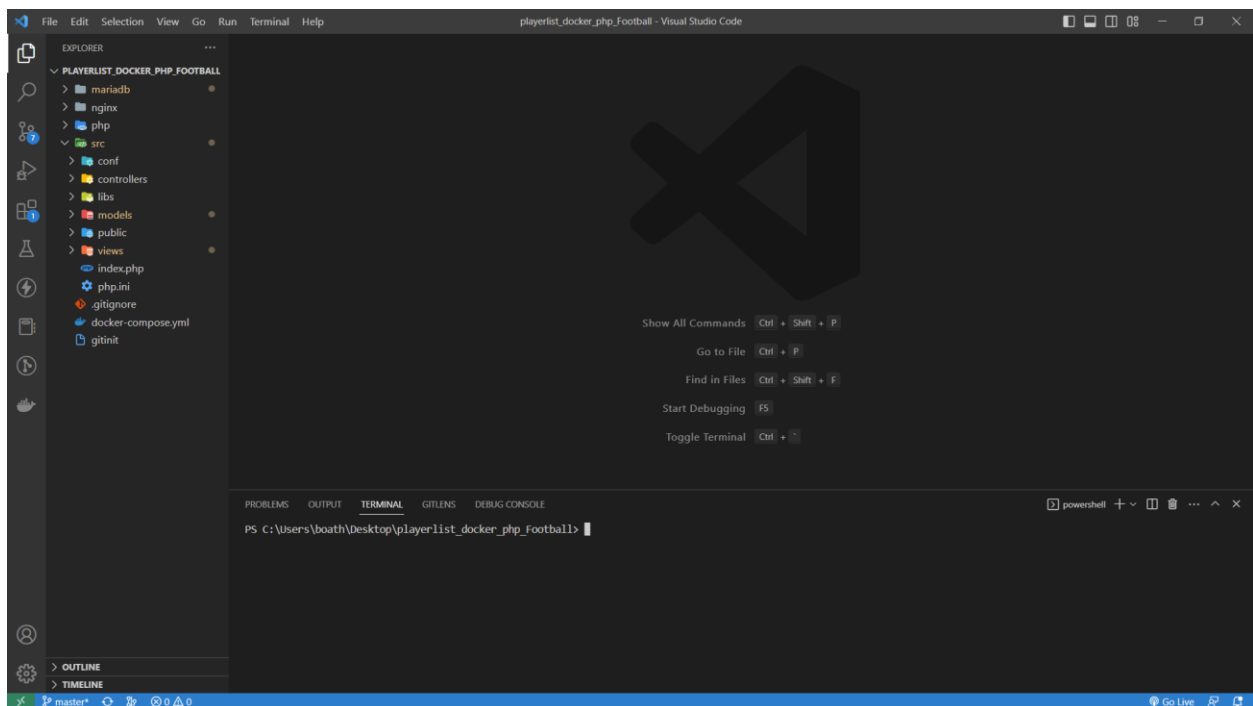 File Edit Selection View Go Run Terminal Help playerlist_docker_php_Football - Visual Studio Code
EXPLORER
PLAYERLIST_DOCKER_PHP_FOOTBALL
mariadb
nginx
php
src
conf
controllers
libs
models
public
views
index.php
php.ini
.gitignore
docker-compose.yml
gitinit
7
1
Show All Commands Ctrl + Shift + P
Go to File Ctrl + P
Find in Files Ctrl + Shift + F
Start Debugging F5
Toggle Terminal Ctrl + `
PROBLEMS OUTPUT TERMINAL GITLENS DEBUG CONSOLE powershell
PS C:\Users\boath\Desktop\playerlist_docker_php_Football>
OUTLINE
TIMELINE
master* 0 0 Go Live